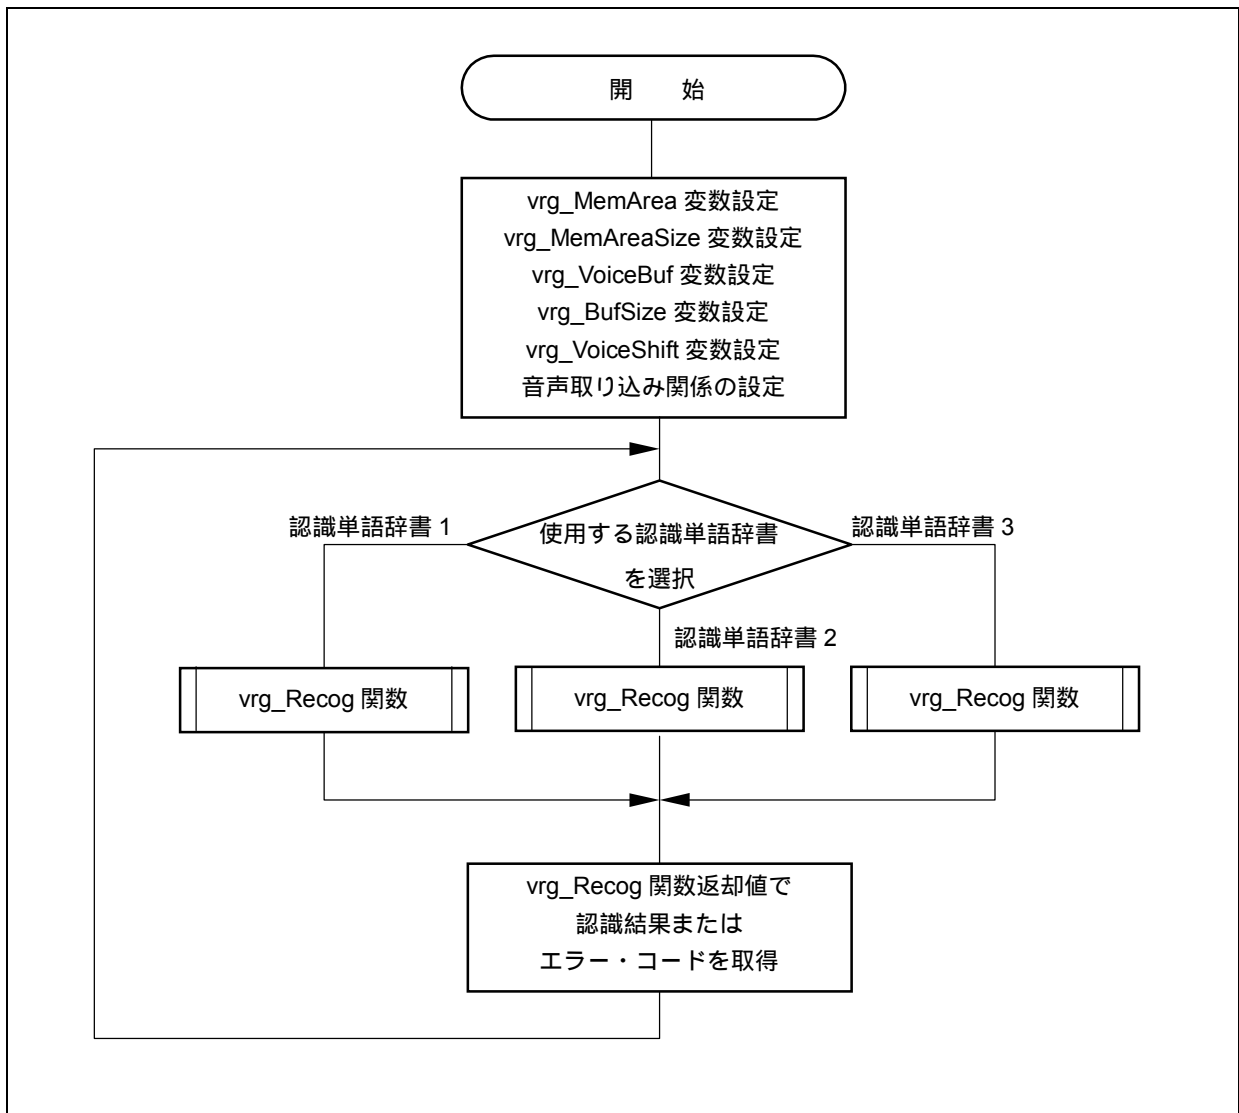 開　始
vrg_MemArea 変数設定
vrg_MemAreaSize 変数設定
vrg_VoiceBuf 変数設定
vrg_BufSize 変数設定
vrg_VoiceShift 変数設定
音声取り込み関係の設定
認識単語辞書 1
使用する認識単語辞書
を選択
認識単語辞書 3
認識単語辞書 2
vrg_Recog 関数
vrg_Recog 関数
vrg_Recog 関数
vrg_Recog 関数返却値で
認識結果または
エラー・コードを取得